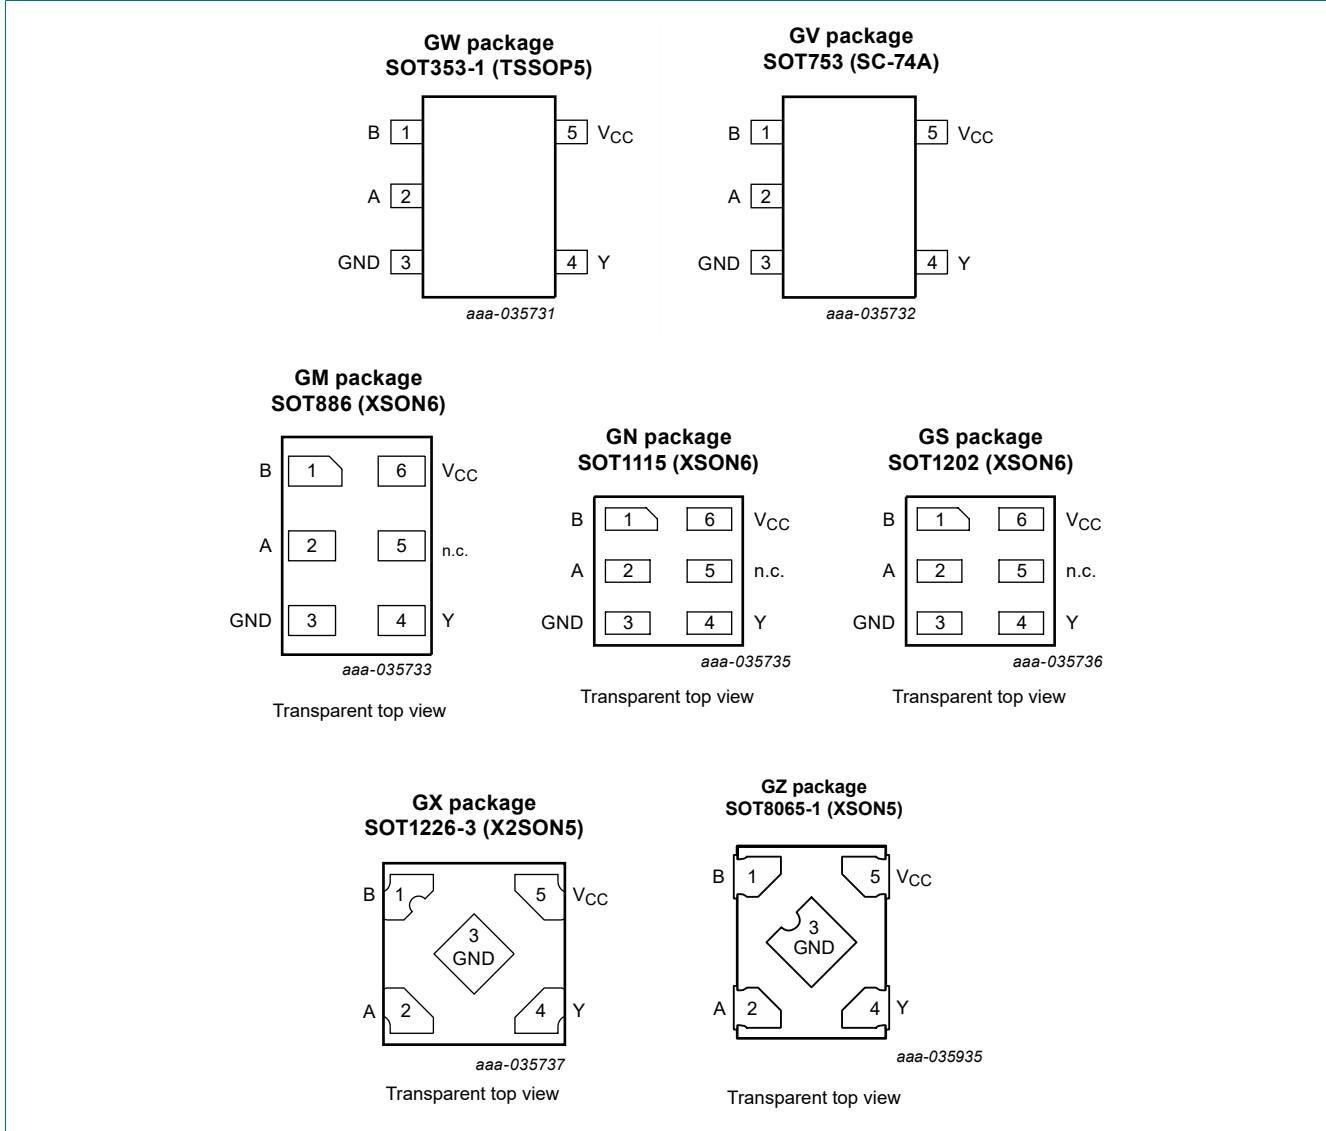 GW package
SOT353-1 (TSSOP5)
B 1 5 VCC
A 2
GND 3 4 Y
aaa-035731
GV package
SOT753 (SC-74A)
B 1 5 VCC
A 2
GND 3 4 Y
aaa-035732
GM package
SOT886 (XSON6)
B 1 6 VCC
A 2 5 n.c.
GND 3 4 Y
aaa-035733
Transparent top view
GN package
SOT1115 (XSON6)
B 1 6 VCC
A 2 5 n.c.
GND 3 4 Y
aaa-035735
Transparent top view
GS package
SOT1202 (XSON6)
B 1 6 VCC
A 2 5 n.c.
GND 3 4 Y
aaa-035736
Transparent top view
GX package
SOT1226-3 (X2SON5)
B 1 5 VCC
3
GND
A 2 4 Y
aaa-035737
Transparent top view
GZ package
SOT8065-1 (XSON5)
B 1 5 VCC
3
GND
A 2 4 Y
aaa-035935
Transparent top view